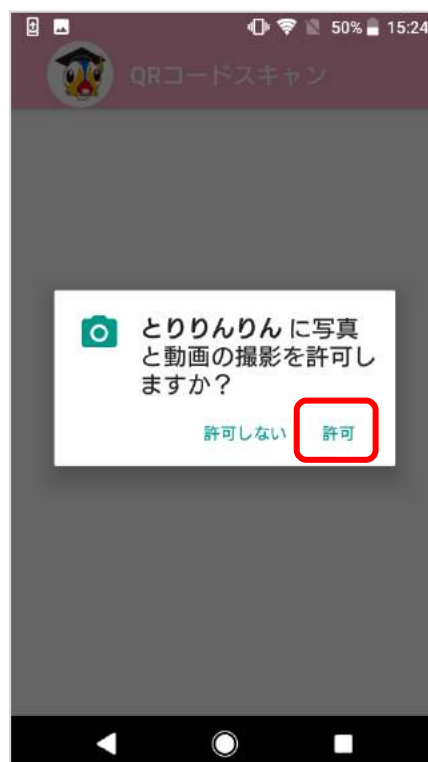 50% 15:24
QRコードスキャン
とりりんりん に写真
と動画の撮影を許可し
ますか？
許可しない 許可